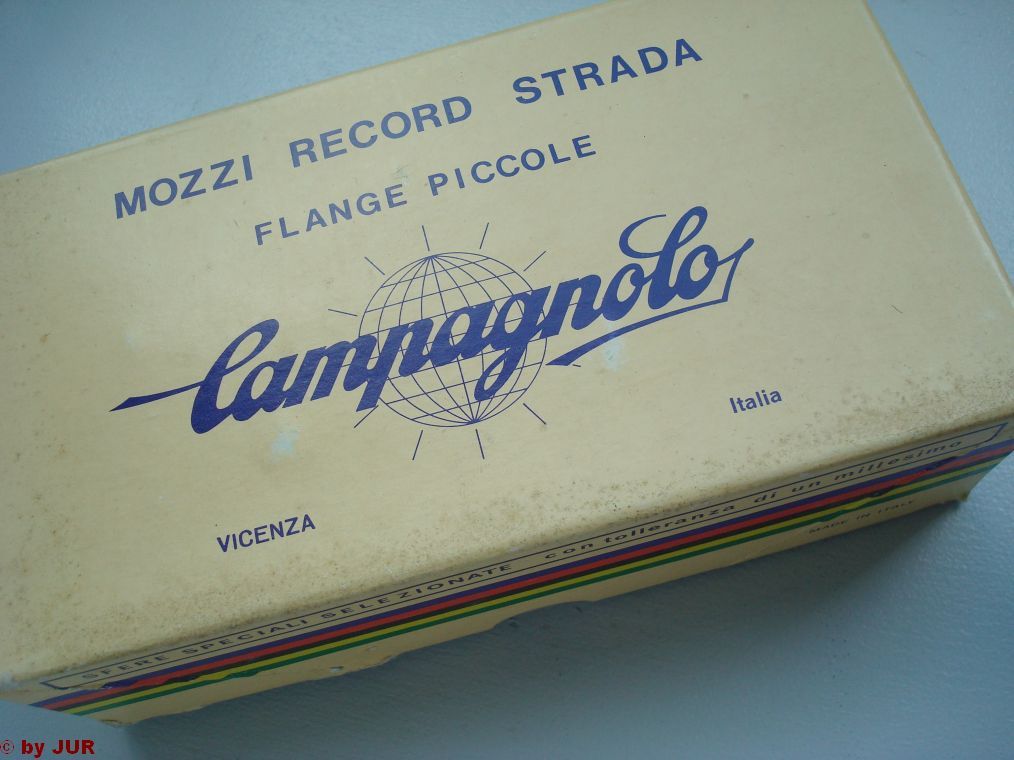 MOZZI RECORD STRADA
FLANGE PICCOLE
Campagnolo
Italia
VICENZA
SFERE SPECIALI SELEZIONATE con tolleranza di un millesimo
MADE IN ITALY
© by JUR